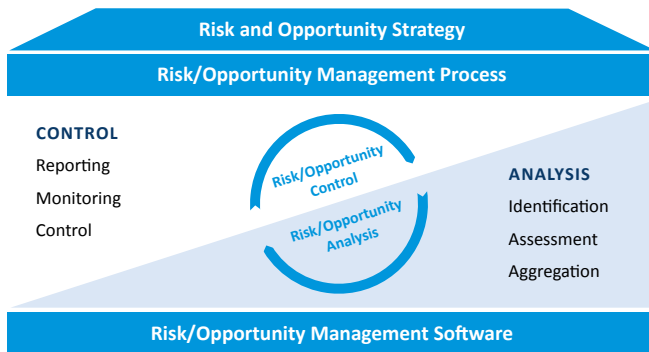 Risk and Opportunity Strategy
Risk/Opportunity Management Process
CONTROL
Reporting
Monitoring
Control
Risk/Opportunity
Control
Risk/Opportunity
Analysis
ANALYSIS
Identification
Assessment
Aggregation
Risk/Opportunity Management Software